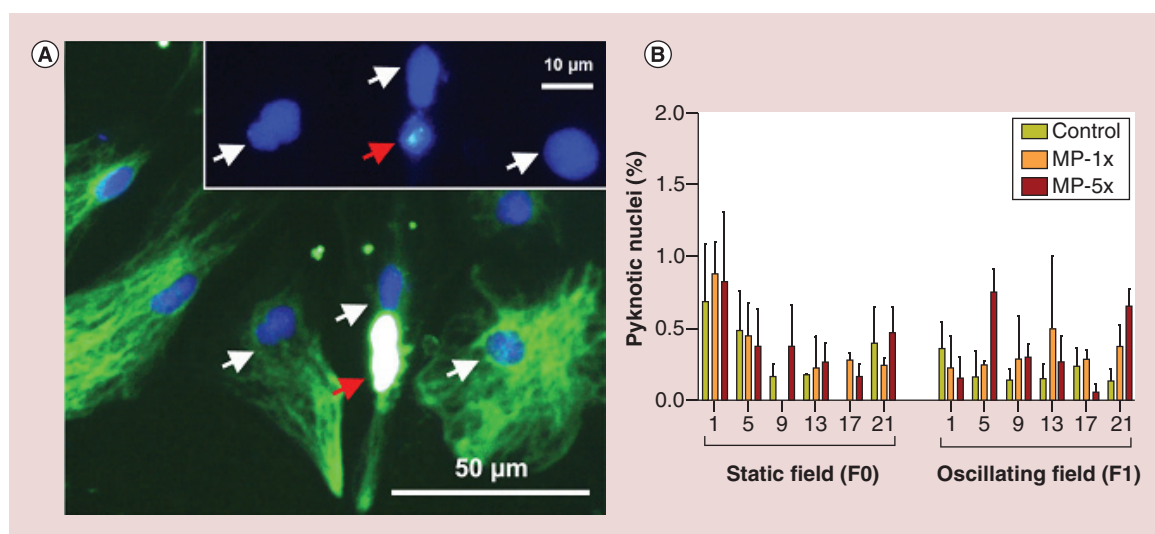 A
10 µm
50 µm
B
Pyknotic nuclei (%)
2.0
1.5
1.0
0.5
0.0
Control
MP-1x
MP-5x
1 5 9 13 17 21 1 5 9 13 17 21
Static field (F0) Oscillating field (F1)